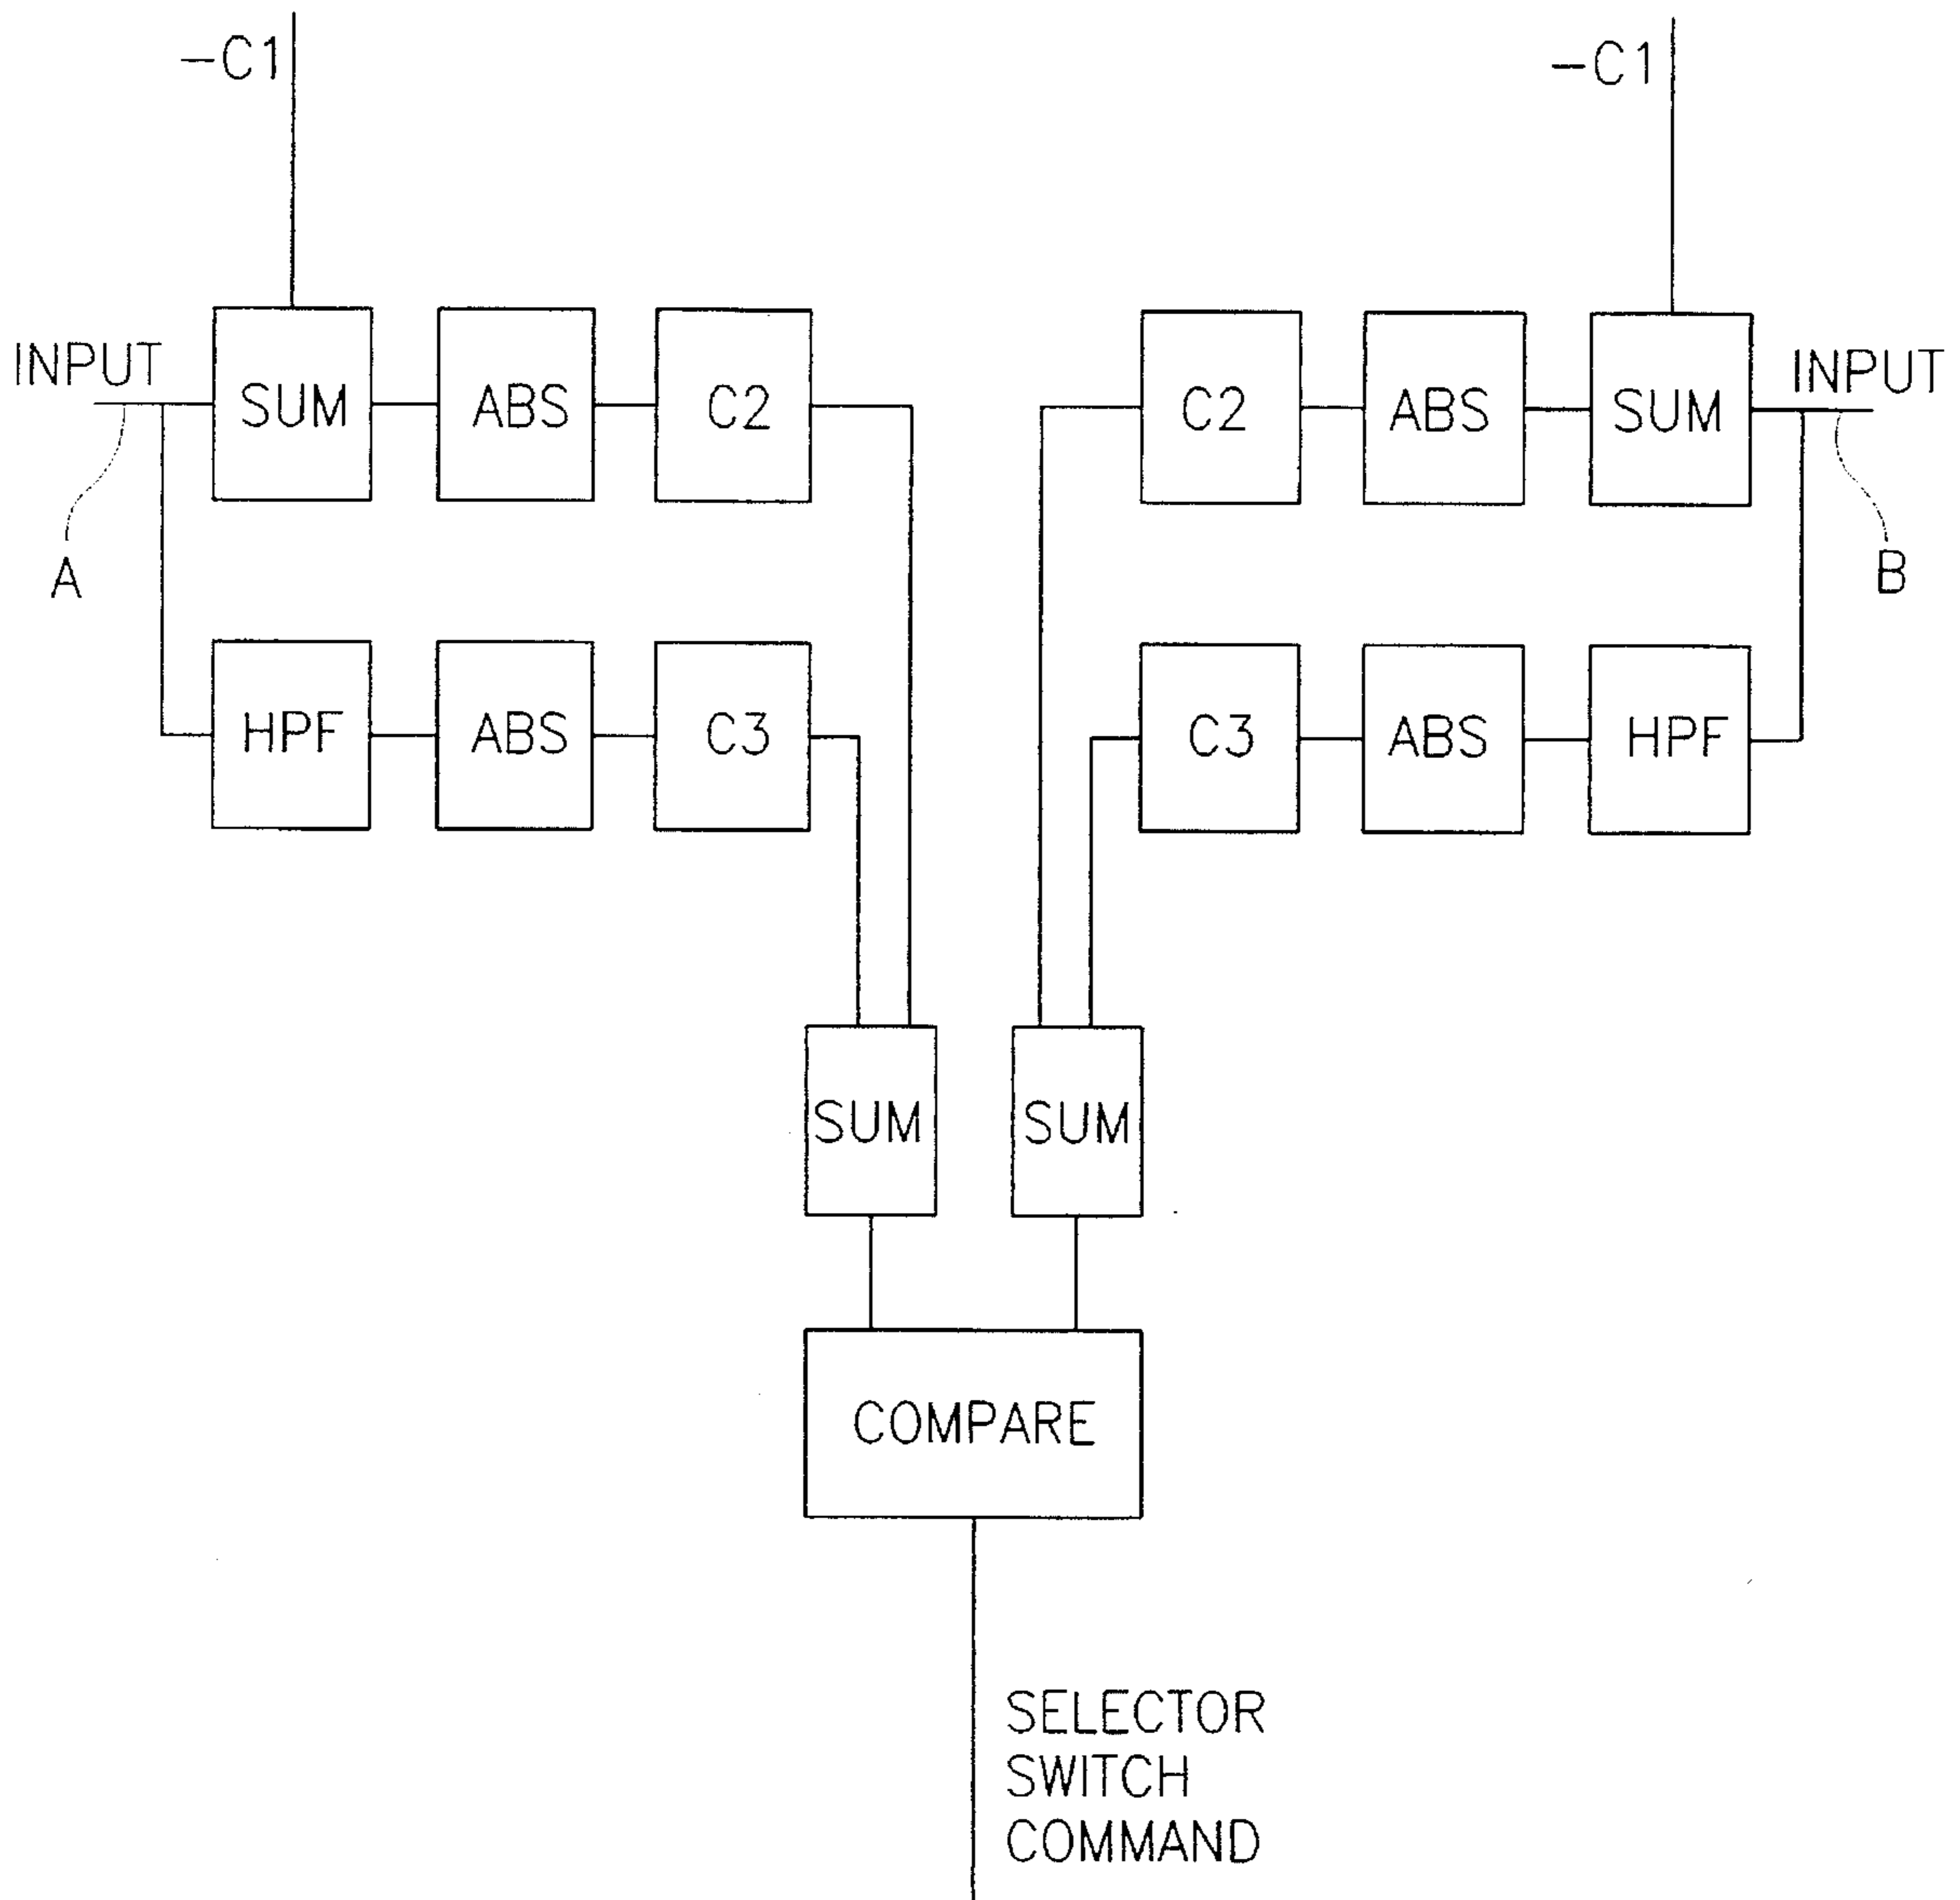 -C1
-C1
INPUT
SUM
ABS
C2
C2
ABS
SUM
INPUT
A
B
HPF
ABS
C3
C3
ABS
HPF
SUM
SUM
COMPARE
SELECTOR
SWITCH
COMMAND